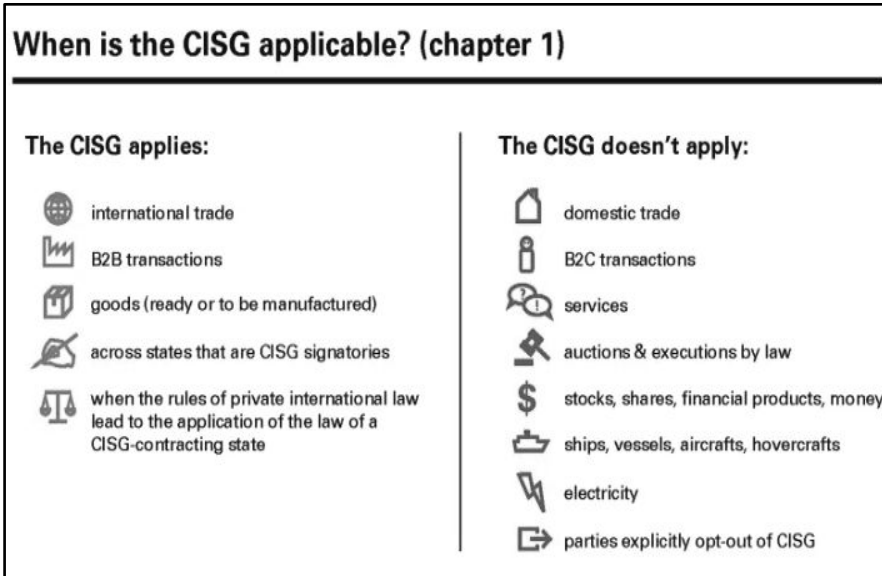 When is the CISG applicable? (chapter 1)
The CISG applies:
international trade
B2B transactions
goods (ready or to be manufactured)
across states that are CISG signatories
when the rules of private international law
lead to the application of the law of a
CISG-contracting state
The CISG doesn't apply:
domestic trade
B2C transactions
services
auctions & executions by law
$ stocks, shares, financial products, money
ships, vessels, aircrafts, hovercrafts
electricity
parties explicitly opt-out of CISG